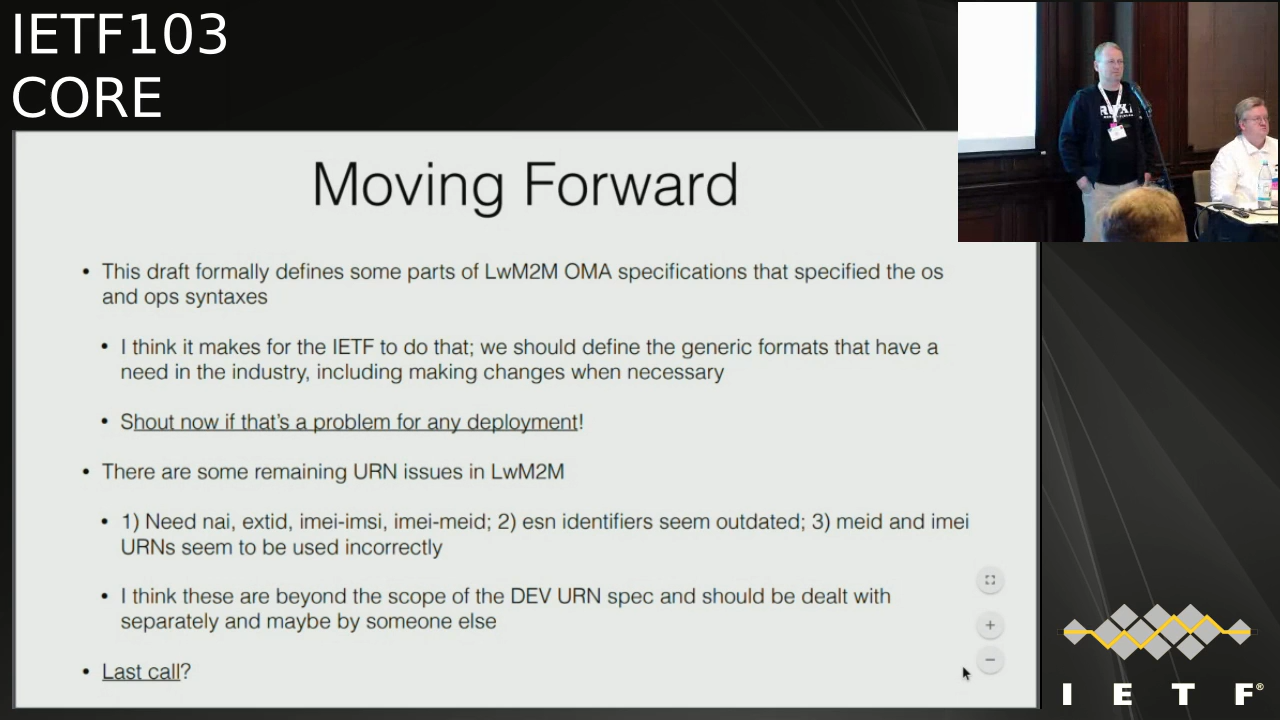 IETF103
CORE
Moving Forward
• This draft formally defines some parts of LwM2M OMA specifications that specified the os
and ops syntaxes
• I think it makes for the IETF to do that; we should define the generic formats that have a
need in the industry, including making changes when necessary
• Shout now if that's a problem for any deployment!
• There are some remaining URN issues in LwM2M
• 1) Need nai, extid, imei-imsi, imei-meid; 2) esn identifiers seem outdated; 3) meid and imei
URNs seem to be used incorrectly
• I think these are beyond the scope of the DEV URN spec and should be dealt with
separately and maybe by someone else
• Last call?
I E T F®